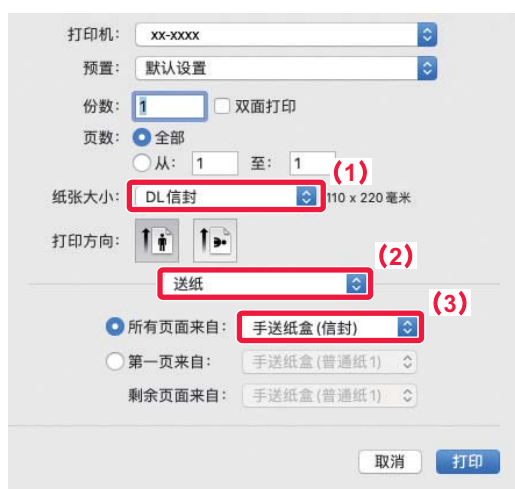 打印机: xx-xxxx
预置: 默认设置
份数: 1 双面打印
页数: 全部
从: 1 至: 1
(1)
纸张大小: DL信封 110 x 220 毫米
打印方向:
(2)
送纸
(3)
所有页面来自: 手送纸盒(信封)
第一页来自: 手送纸盒(普通纸1)
剩余页面来自: 手送纸盒(普通纸1)
取消 打印